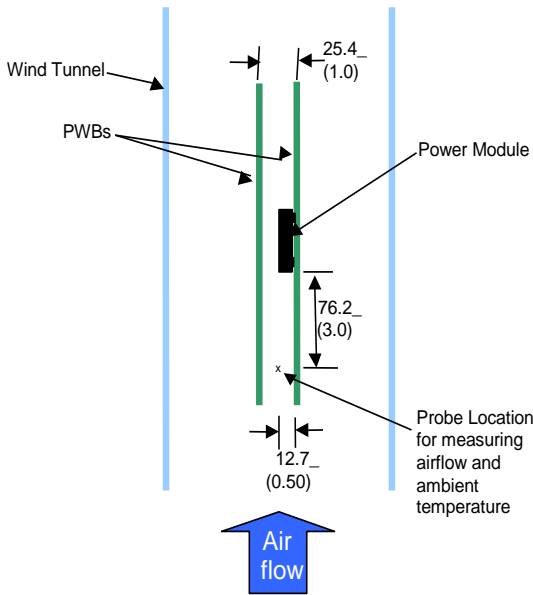 25.4_
(1.0)
Wind Tunnel
PWBs
Power Module
76.2_
(3.0)
x
Probe Location
for measuring
airflow and
ambient
temperature
12.7_
(0.50)
Air
flow